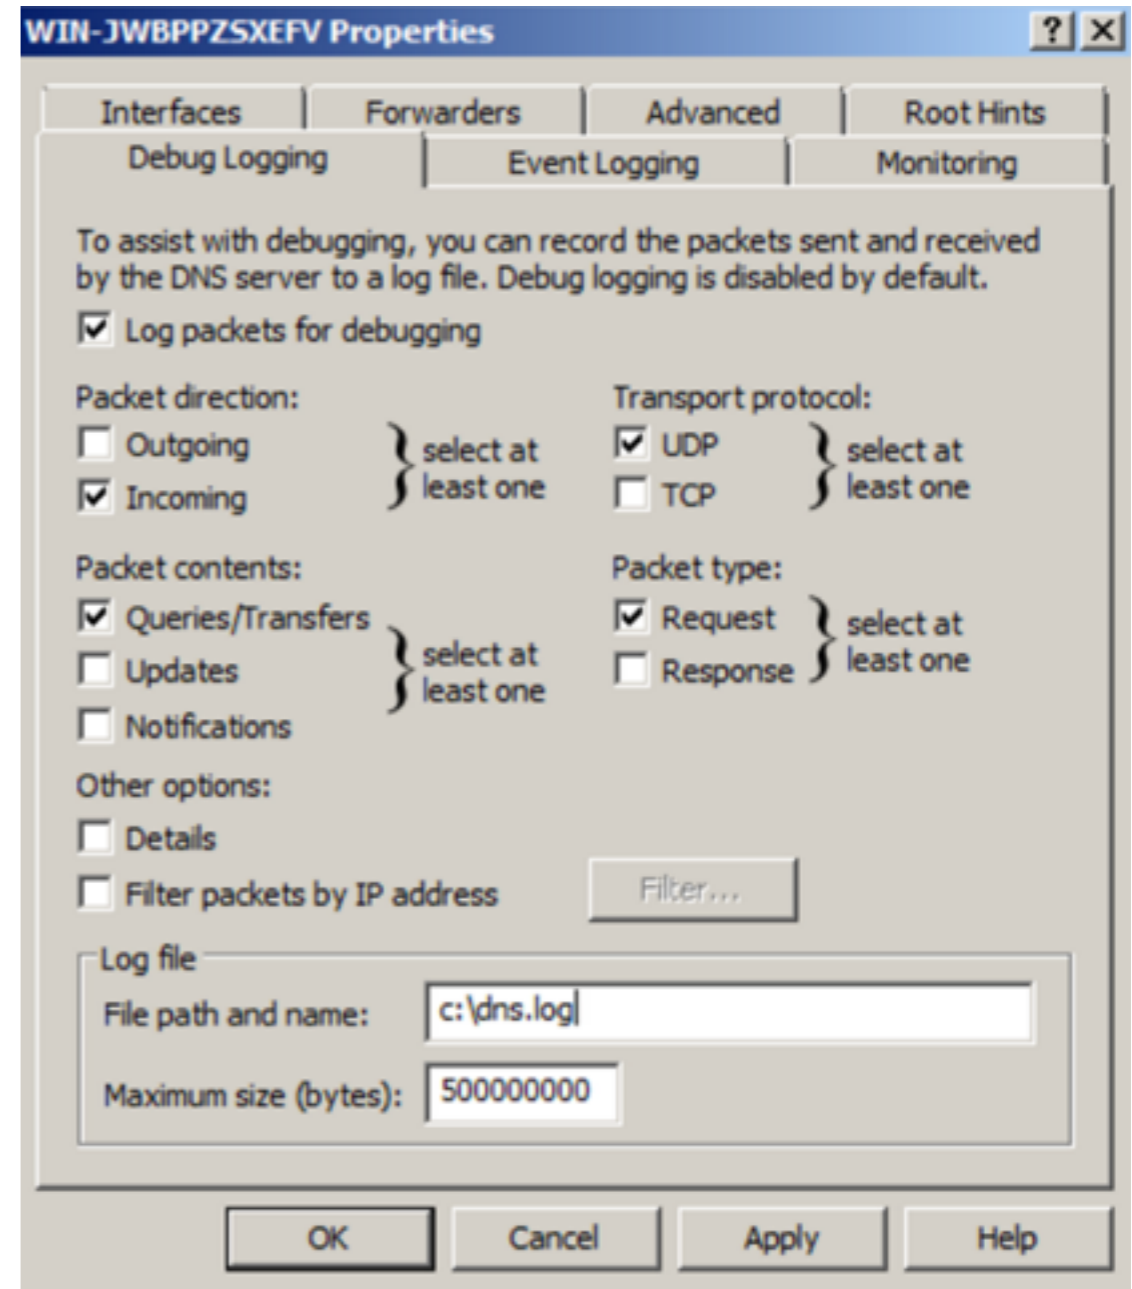 WIN-JWBPPZSXEFV Properties
Interfaces
Forwarders
Advanced
Root Hints
Debug Logging
Event Logging
Monitoring
To assist with debugging, you can record the packets sent and received
by the DNS server to a log file. Debug logging is disabled by default.
Log packets for debugging
Packet direction:
Outgoing
Incoming
select at
least one
Transport protocol:
UDP
TCP
select at
least one
Packet contents:
Queries/Transfers
Updates
Notifications
select at
least one
Packet type:
Request
Response
select at
least one
Other options:
Details
Filter packets by IP address
Filter...
Log file
File path and name:
c:\dns.log
Maximum size (bytes):
500000000
OK
Cancel
Apply
Help